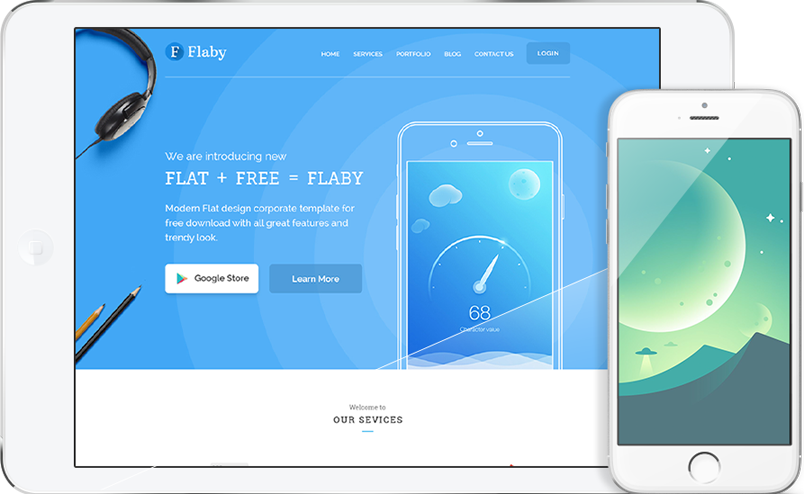 F Flaby
HOME SERVICES PORTFOLIO BLOG CONTACT US LOGIN
We are introducing new
FLAT + FREE = FLABY
Modern Flat design corporate template for
free download with all great features and
trendy look.
Google Store Learn More
68
Character value
Welcome to
OUR SEVICES